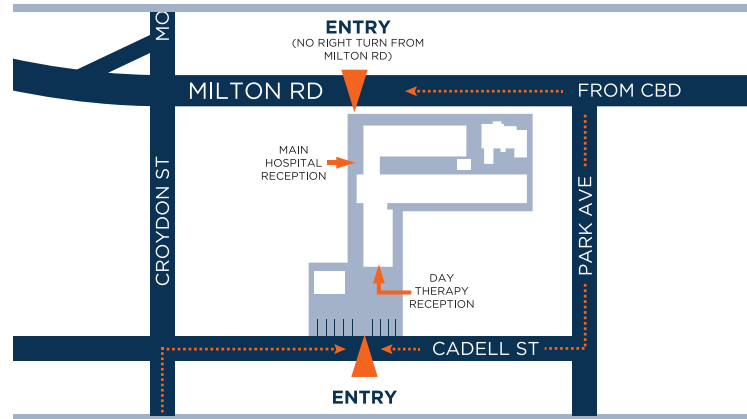 MO
ENTRY
(NO RIGHT TURN FROM
MILTON RD)
MILTON RD
FROM CBD
MAIN
HOSPITAL
RECEPTION
CROYDON ST
PARK AVE
DAY
THERAPY
RECEPTION
CADELL ST
ENTRY